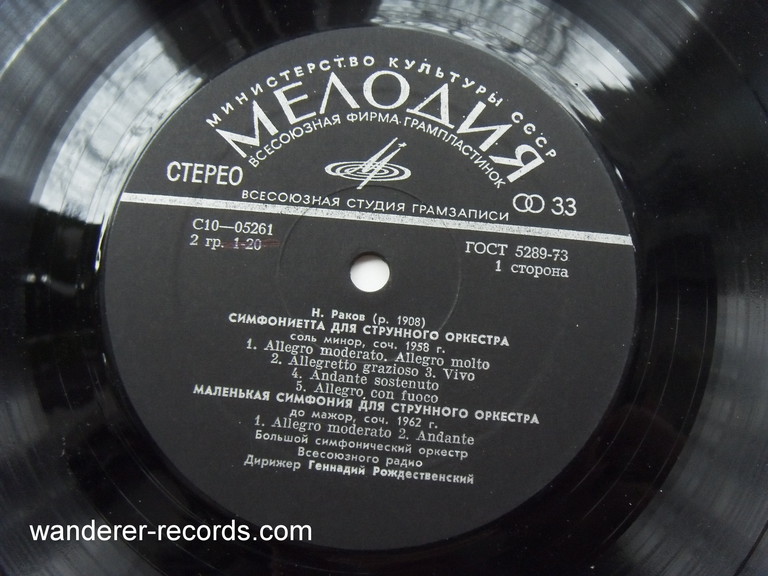 МИНИСТЕРСТВО КУЛЬТУРЫ СССР
МЕЛОДИЯ
ВСЕСОЮЗНАЯ ФИРМА ГРАМПЛАСТИНОК
СТЕРЕО
33
ВСЕСОЮЗНАЯ СТУДИЯ ГРАМЗАПИСИ
С10—05261
ГОСТ 5289-73
2 гр. 1-20
1 сторона
Н. Раков (р. 1908)
СИМФОНИЕТТА ДЛЯ СТРУННОГО ОРКЕСТРА
соль минор, соч. 1958 г.
1. Allegro moderato. Allegro molto
2. Allegretto grazioso 3. Vivo
4. Andante sostenuto
5. Allegro con fuoco
МАЛЕНЬКАЯ СИМФОНИЯ ДЛЯ СТРУННОГО ОРКЕСТРА
до мажор, соч. 1962 г.
1. Allegro moderato 2. Andante
Большой симфонический оркестр
Всесоюзного радио
Дирижер Геннадий Рождественский
wanderer-records.com